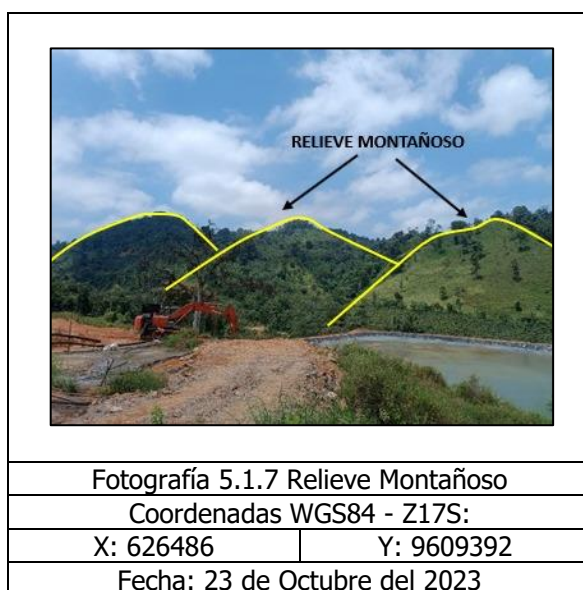 RELIEVE MONTAÑOSO
Fotografía 5.1.7 Relieve Montañoso
Coordenadas WGS84 - Z17S:
X: 626486 Y: 9609392
Fecha: 23 de Octubre del 2023